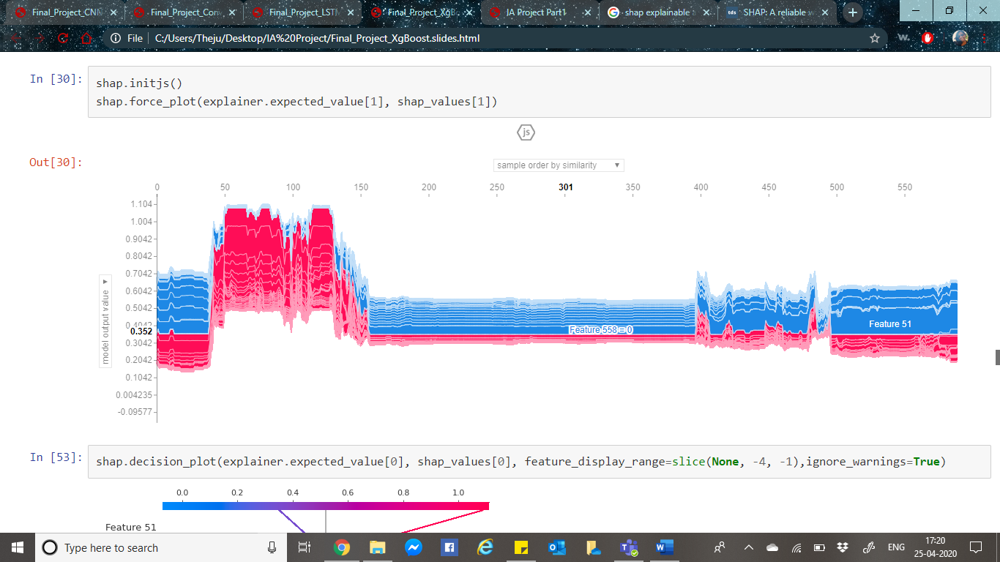 Final_Project_CNN
Final_Project_Con
Final_Project_LSTM
Final_Project_XgB
IA Project Part1
shap explainable
tds
SHAP: A reliable
File
C:/Users/Theju/Desktop/IA%20Project/Final_Project_XgBoost.slides.html
In [30]:
shap.initjs()
shap.force_plot(explainer.expected_value[1], shap_values[1])
js
Out[30]:
sample order by similarity
0 50 100 150 200 250 301 350 400 450 500 550
1.104
1.004
0.9042
0.8042
0.7042
0.6042
0.5042
0.4042
0.352
0.3042
0.2042
0.1042
0.004235
-0.09577
model output value
Feature 558 = 0
Feature 51
In [53]:
shap.decision_plot(explainer.expected_value[0], shap_values[0], feature_display_range=slice(None, -4, -1),ignore_warnings=True)
0.0 0.2 0.4 0.6 0.8 1.0
Feature 51
Type here to search
ENG
17:20
25-04-2020